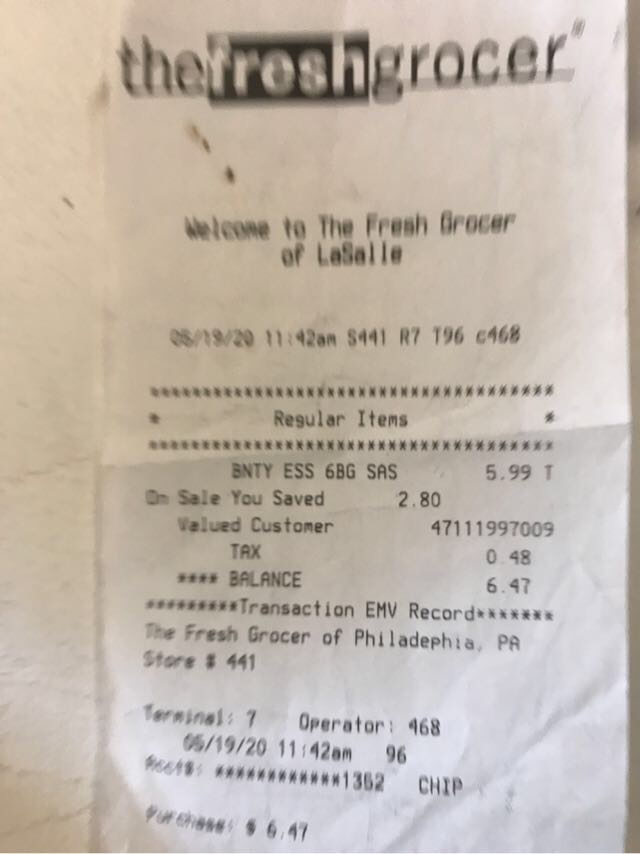 thefreshgrocer®
Welcome to The Fresh Grocer
of LaSalle
05/19/20 11:42am S441 R7 T96 c468
***************************************
* Regular Items *
***************************************
BNTY ESS 6BG SAS 5.99 T
On Sale You Saved 2.80
Valued Customer 47111997009
TAX 0.48
**** BALANCE 6.47
*********Transaction EMV Record*******
The Fresh Grocer of Philadephia, PA
Store # 441
Terminal: 7 Operator: 468
05/19/20 11:42am 96
Acct#: ************1352 CHIP
Purchase: $ 6.47